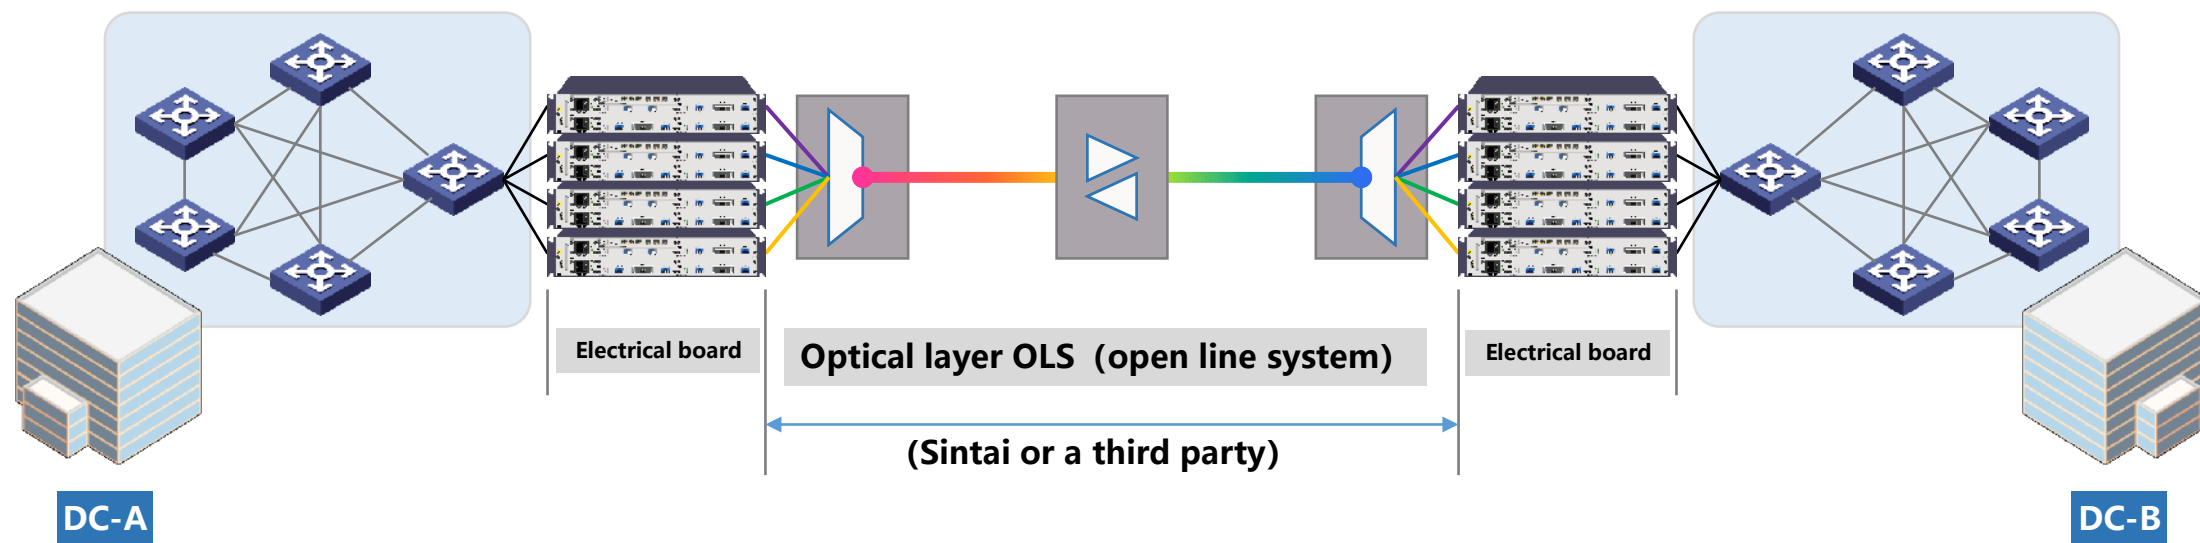 Electrical board
Optical layer OLS (open line system)
Electrical board
(Sintai or a third party)
DC-A
DC-B